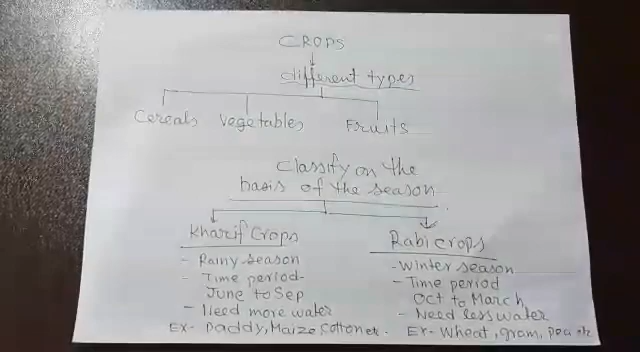 CROPS
different types
Cereals Vegetables Fruits
Classify on the
basis of the season
Kharif Crops
- Rainy season
- Time period-
June to Sep
- Need more water
Ex- Paddy, Maize, Cotton etc.
Rabi crops
- Winter season
- Time period
Oct to March
- Need less water
Ex- Wheat, gram, pea etc